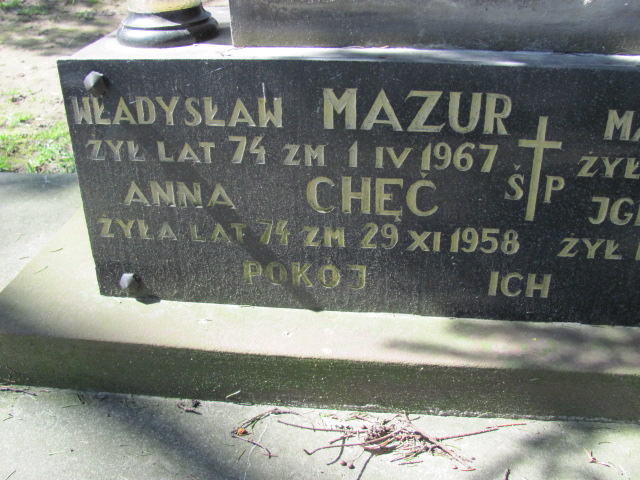 WŁADYSŁAW MAZUR
ŻYŁ LAT 74 ZM 1 IV 1967
ANNA CHĘĆ
ŻYŁA LAT 74 ZM 29 XI 1958
Ś P
POKÓJ ICH